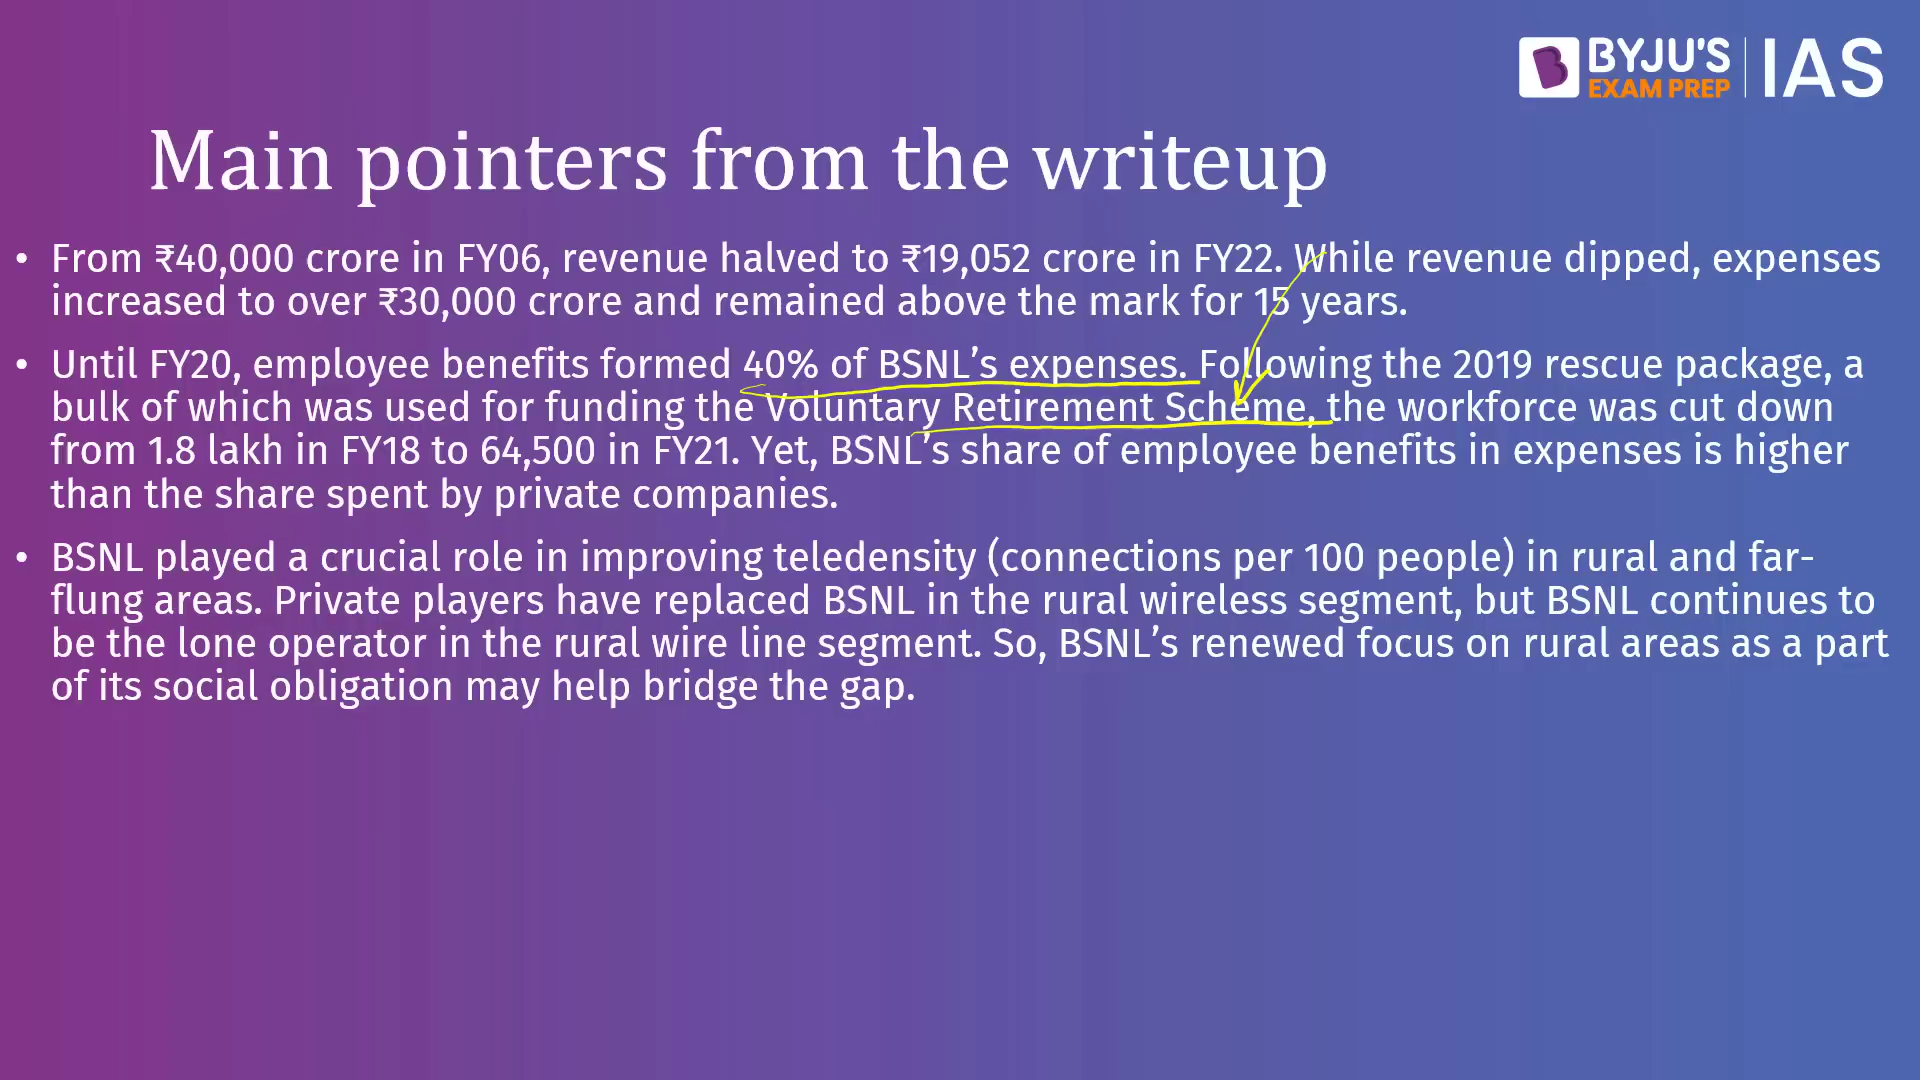 BYJU'S
EXAM PREP
IAS
Main pointers from the writeup
• From ₹40,000 crore in FY06, revenue halved to ₹19,052 crore in FY22. While revenue dipped, expenses
increased to over ₹30,000 crore and remained above the mark for 15 years.
• Until FY20, employee benefits formed 40% of BSNL’s expenses. Following the 2019 rescue package, a
bulk of which was used for funding the Voluntary Retirement Scheme, the workforce was cut down
from 1.8 lakh in FY18 to 64,500 in FY21. Yet, BSNL’s share of employee benefits in expenses is higher
than the share spent by private companies.
• BSNL played a crucial role in improving teledensity (connections per 100 people) in rural and far-
flung areas. Private players have replaced BSNL in the rural wireless segment, but BSNL continues to
be the lone operator in the rural wire line segment. So, BSNL’s renewed focus on rural areas as a part
of its social obligation may help bridge the gap.